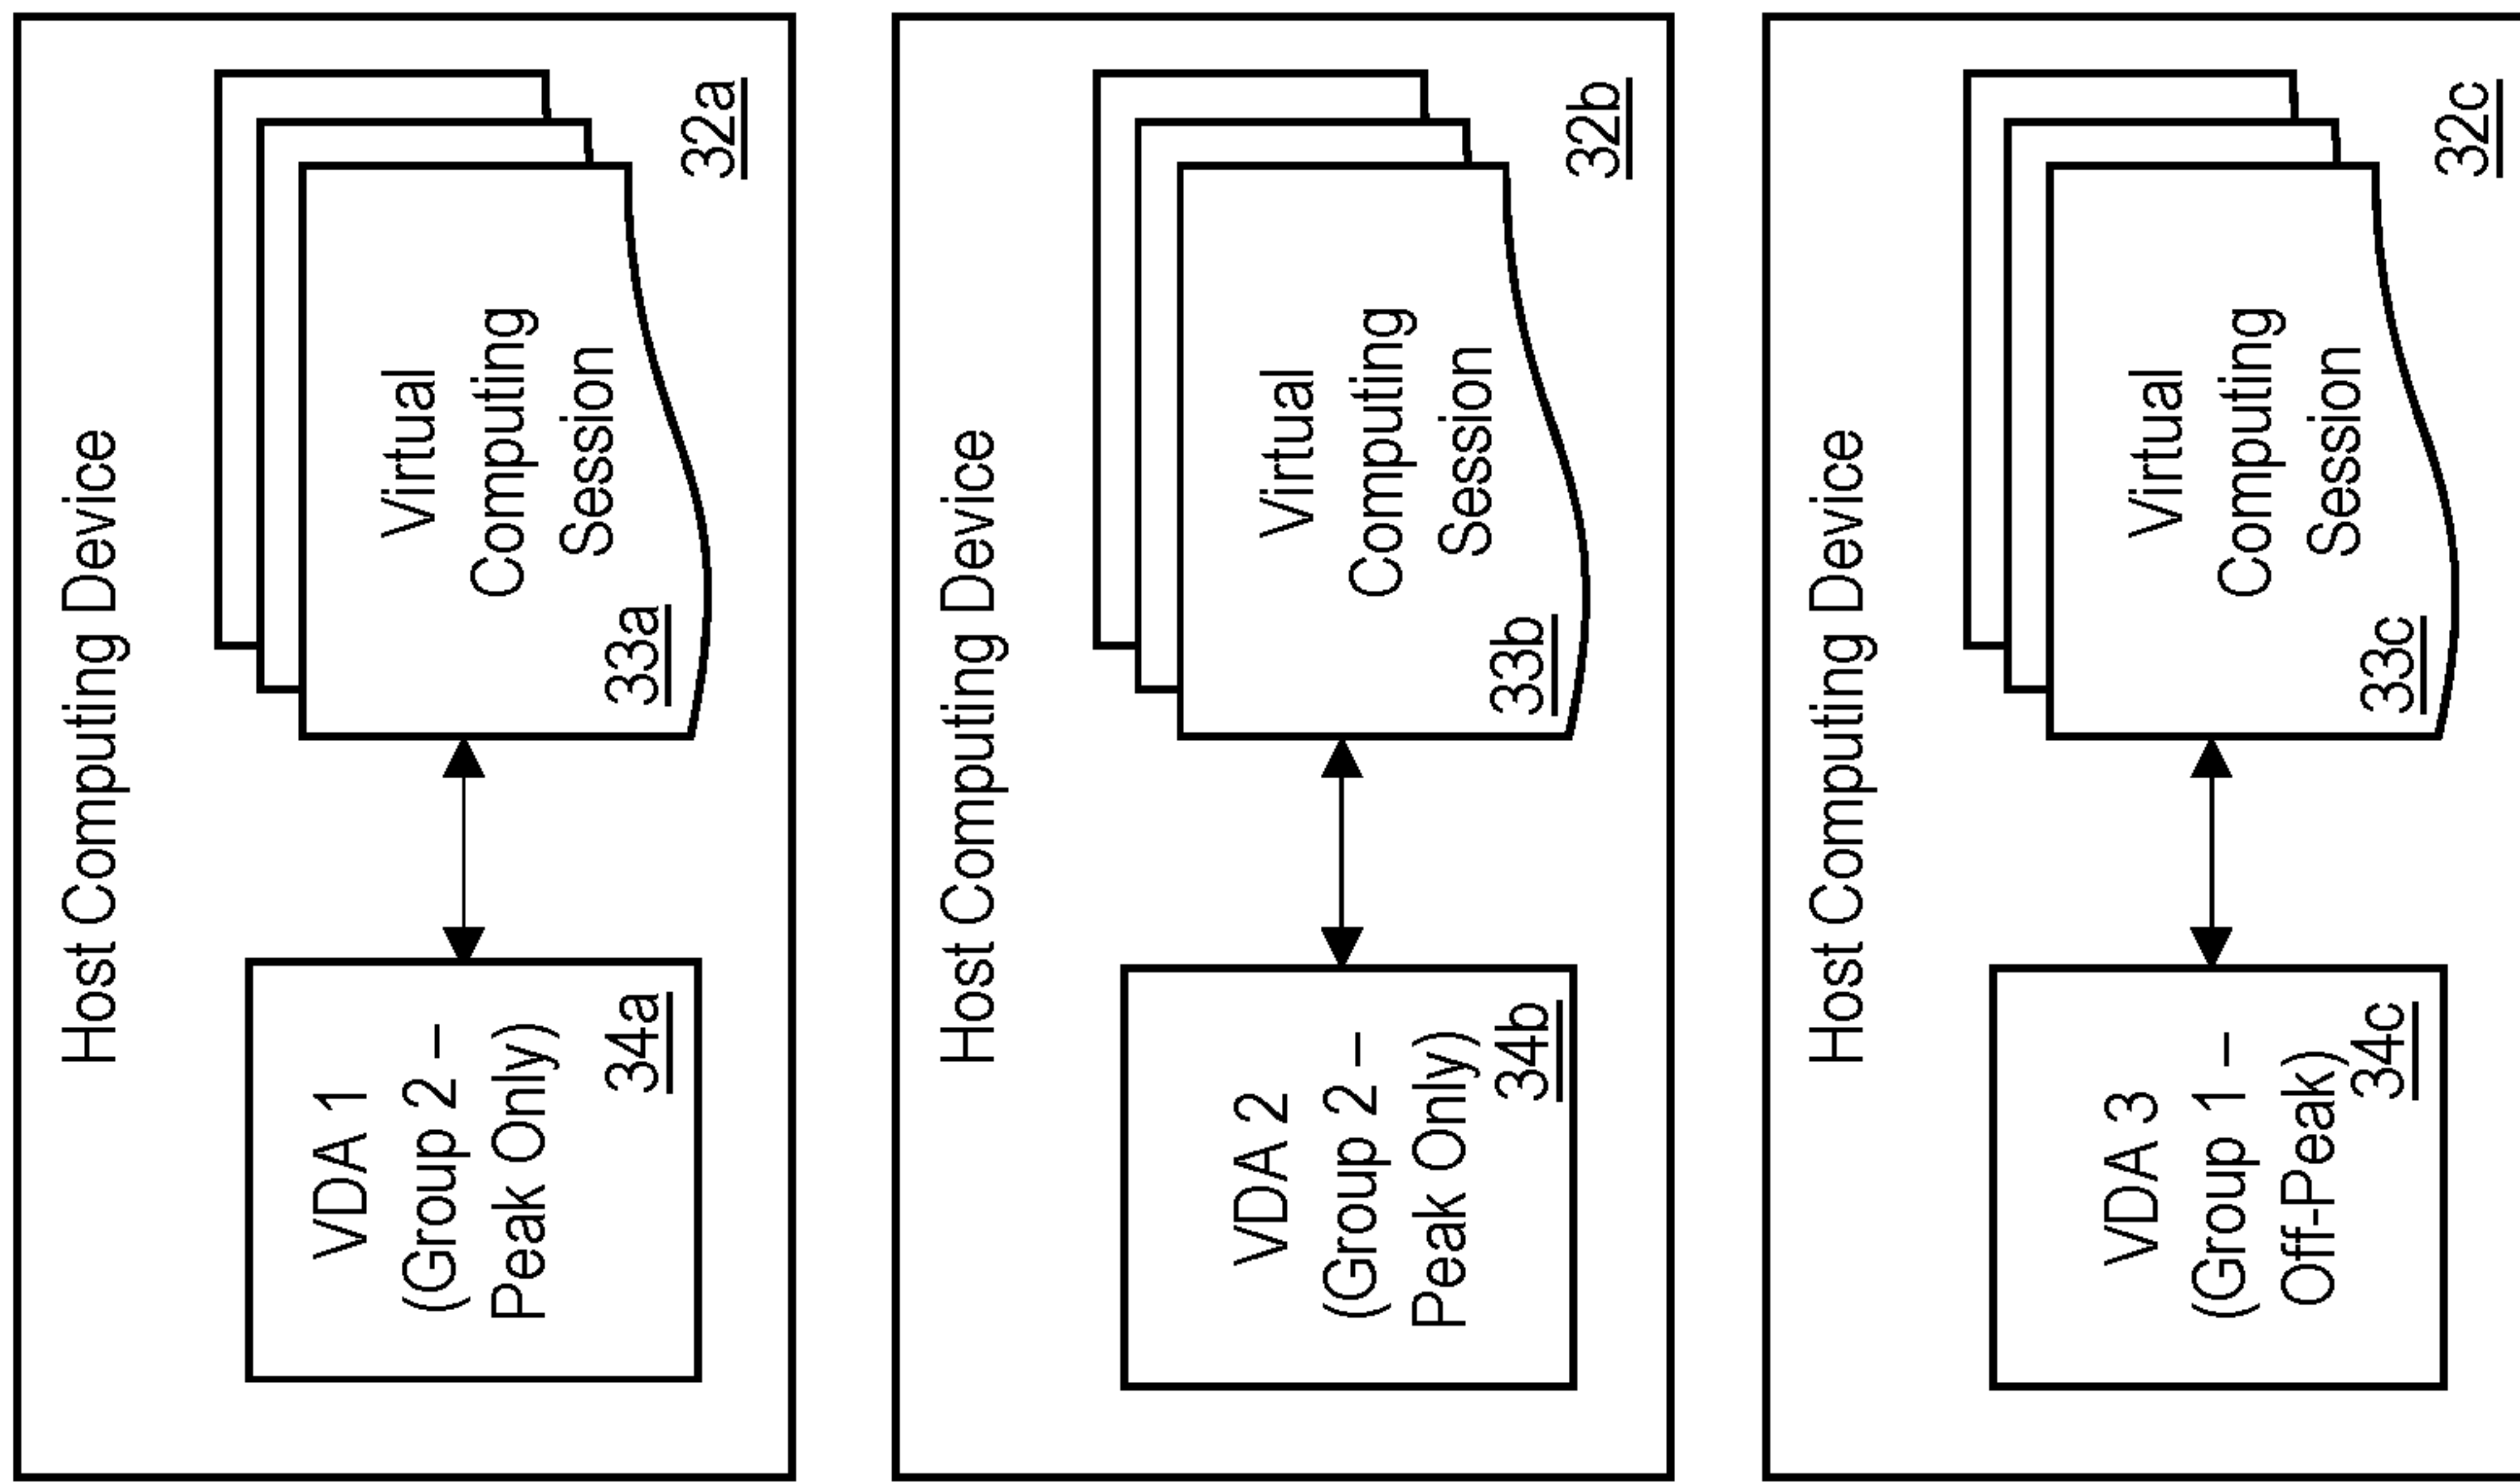 Host Computing Device
VDA 1
(Group 2 –
Peak Only)
34a
Virtual
Computing
Session
33a
32a
Host Computing Device
VDA 2
(Group 2 –
Peak Only)
34b
Virtual
Computing
Session
33b
32b
Host Computing Device
VDA 3
(Group 1 –
Off-Peak)
34c
Virtual
Computing
Session
33c
32c